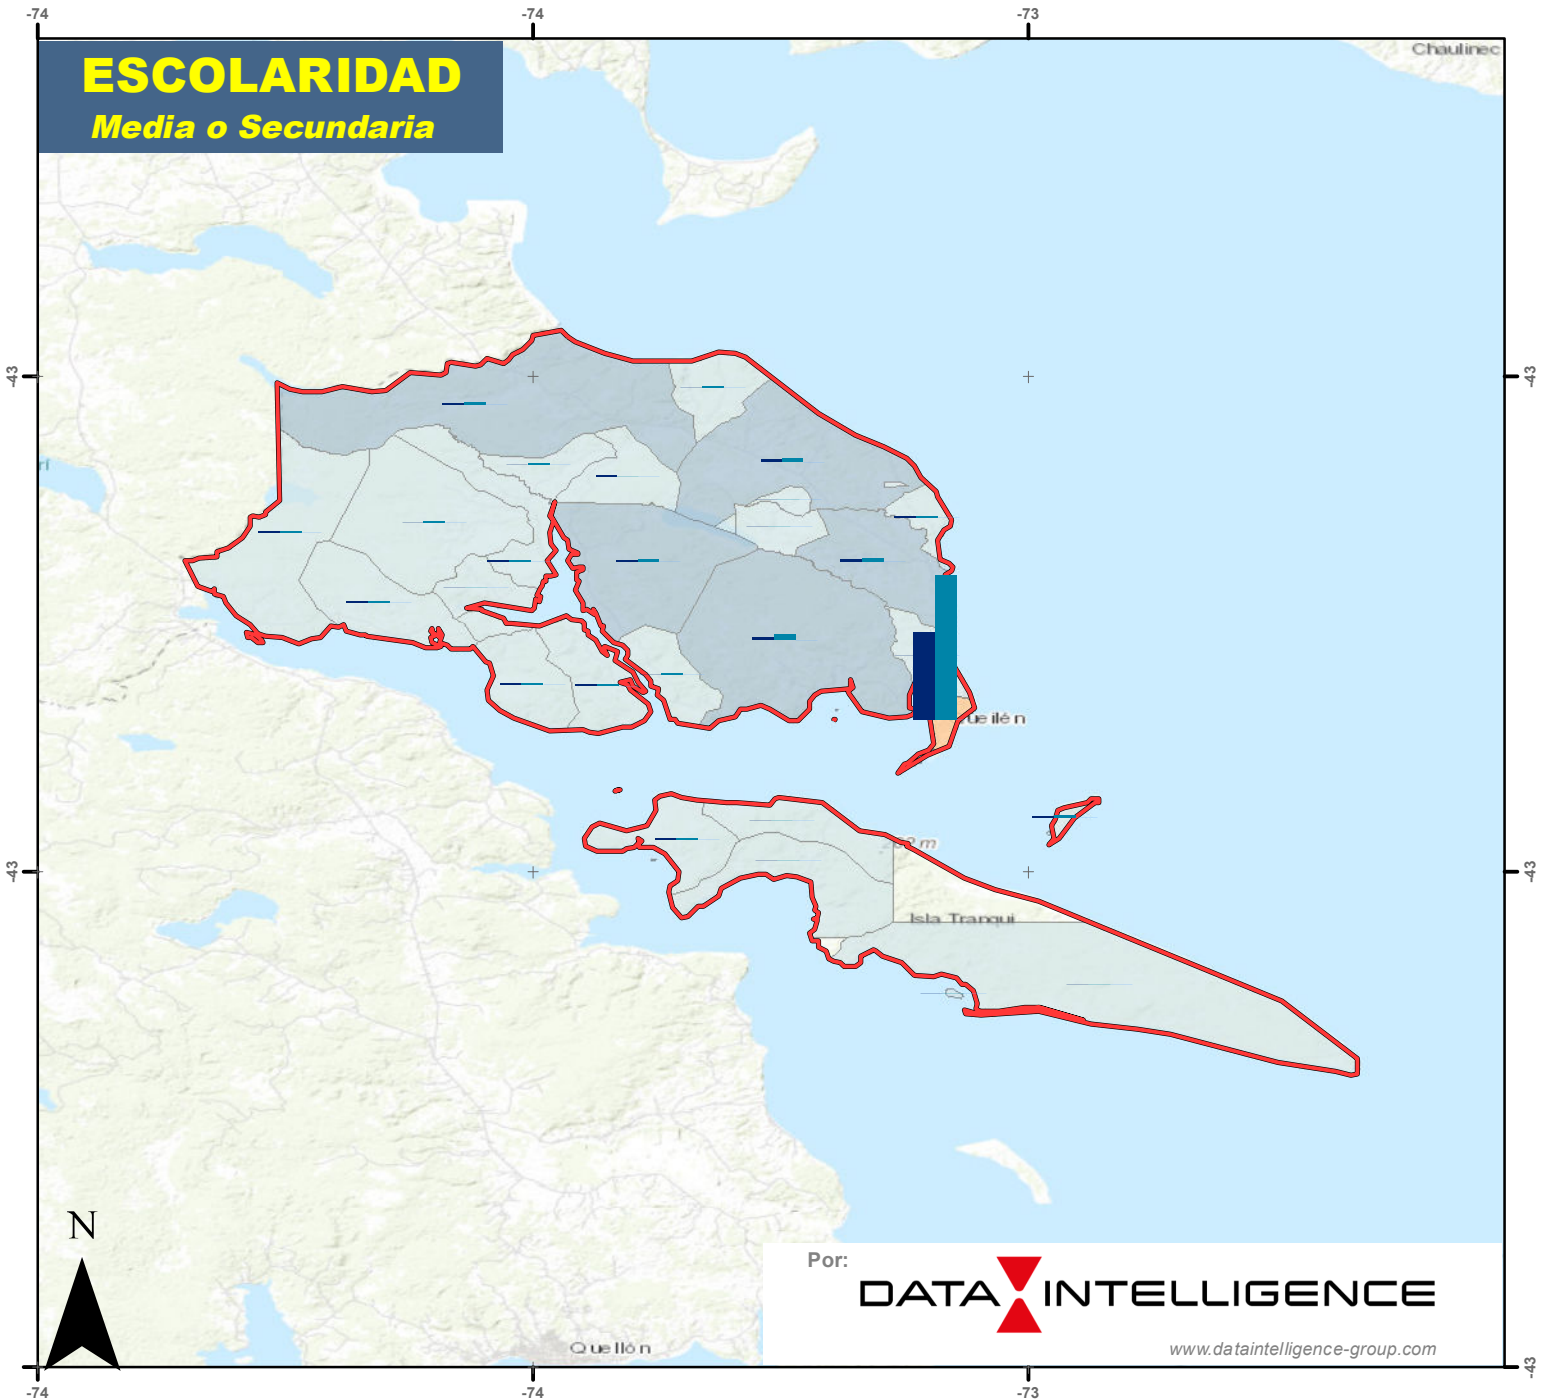 -74
-74
-73
Chaulinec
ESCOLARIDAD
Media o Secundaria
-43
-43
ueilén
-43
-43
Isla Tranqui
N
Por:
DATA INTELLIGENCE
www.dataintelligence-group.com
Quellón
-43
-74
-74
-73